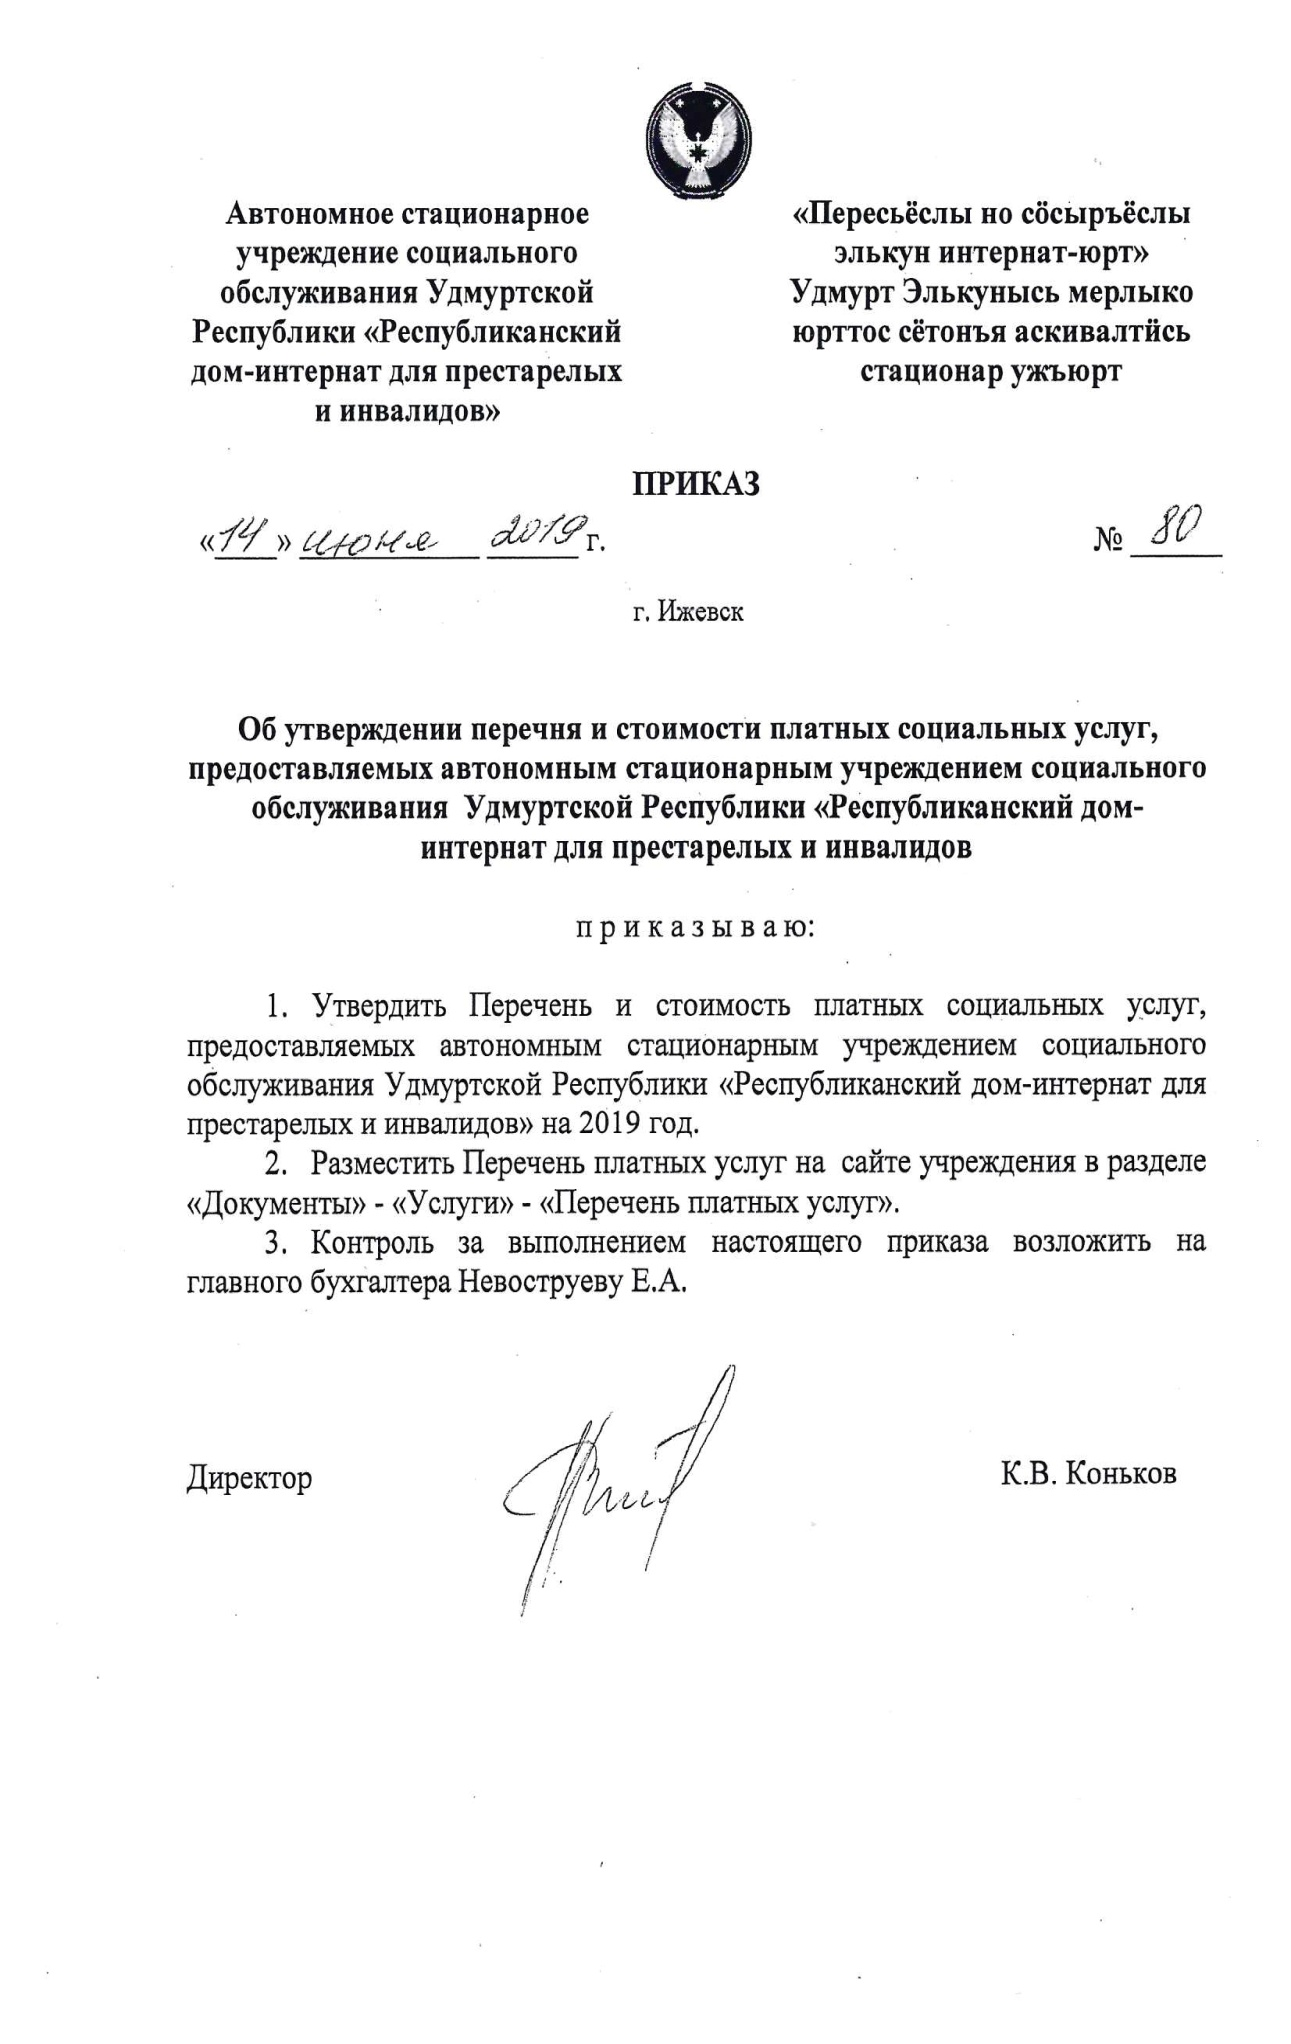 Автономное стационарное
учреждение социального
обслуживания Удмуртской
Республики «Республиканский
дом-интернат для престарелых
и инвалидов»
«Пересьёслы но сӧсыръёслы
элькун интернат-юрт»
Удмурт Элькунысь мерлыко
юрттос сётонъя аскивалтӥсь
стационар ужъюрт
ПРИКАЗ
«14» июня 2019 г.
№ 80
г. Ижевск
Об утверждении перечня и стоимости платных социальных услуг,
предоставляемых автономным стационарным учреждением социального
обслуживания Удмуртской Республики «Республиканский дом-
интернат для престарелых и инвалидов
п р и к а з ы в а ю:
1. Утвердить Перечень и стоимость платных социальных услуг,
предоставляемых автономным стационарным учреждением социального
обслуживания Удмуртской Республики «Республиканский дом-интернат для
престарелых и инвалидов» на 2019 год.
2. Разместить Перечень платных услуг на сайте учреждения в разделе
«Документы» - «Услуги» - «Перечень платных услуг».
3. Контроль за выполнением настоящего приказа возложить на
главного бухгалтера Невоструеву Е.А.
Директор
К.В. Коньков